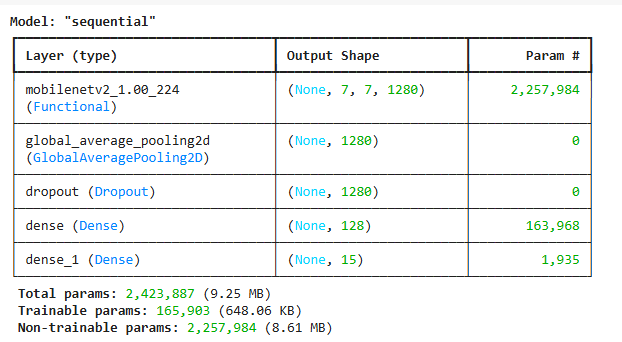 Model: "sequential"
Layer (type) Output Shape Param #
mobilenetv2_1.00_224 (None, 7, 7, 1280) 2,257,984
(Functional)
global_average_pooling2d (None, 1280) 0
(GlobalAveragePooling2D)
dropout (Dropout) (None, 1280) 0
dense (Dense) (None, 128) 163,968
dense_1 (Dense) (None, 15) 1,935
Total params: 2,423,887 (9.25 MB)
Trainable params: 165,903 (648.06 KB)
Non-trainable params: 2,257,984 (8.61 MB)